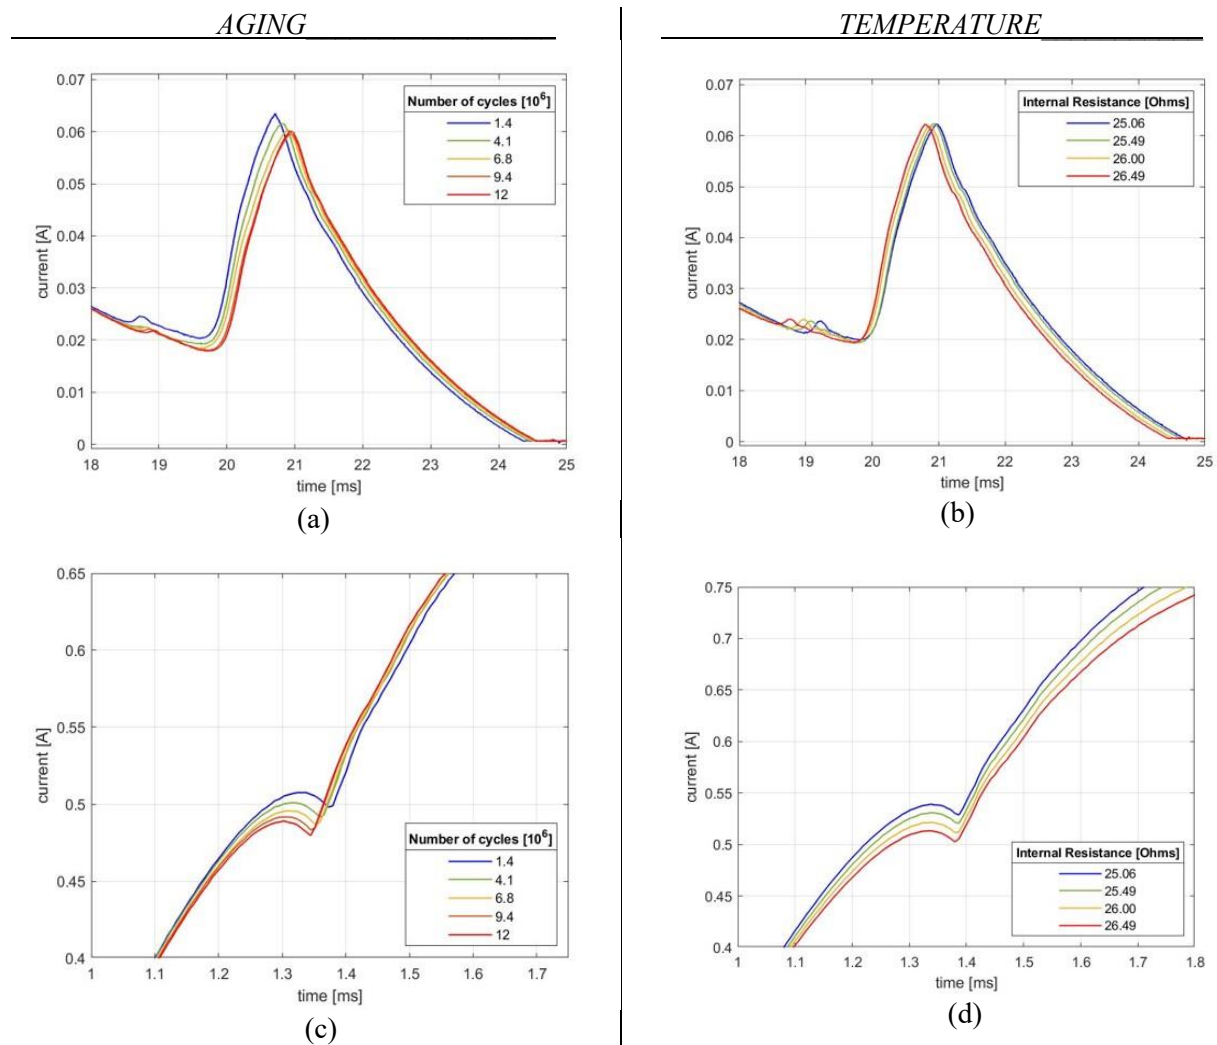 AGING
TEMPERATURE
0.07
0.06
0.05
0.04
0.03
0.02
0.01
0
current [A]
18 19 20 21 22 23 24 25
time [ms]
Number of cycles [10^6]
1.4
4.1
6.8
9.4
12
(a)
0.07
0.06
0.05
0.04
0.03
0.02
0.01
0
current [A]
18 19 20 21 22 23 24 25
time [ms]
Internal Resistance [Ohms]
25.06
25.49
26.00
26.49
(b)
0.65
0.6
0.55
0.5
0.45
0.4
current [A]
1 1.1 1.2 1.3 1.4 1.5 1.6 1.7
time [ms]
Number of cycles [10^6]
1.4
4.1
6.8
9.4
12
(c)
0.75
0.7
0.65
0.6
0.55
0.5
0.45
0.4
current [A]
1 1.1 1.2 1.3 1.4 1.5 1.6 1.7 1.8
time [ms]
Internal Resistance [Ohms]
25.06
25.49
26.00
26.49
(d)